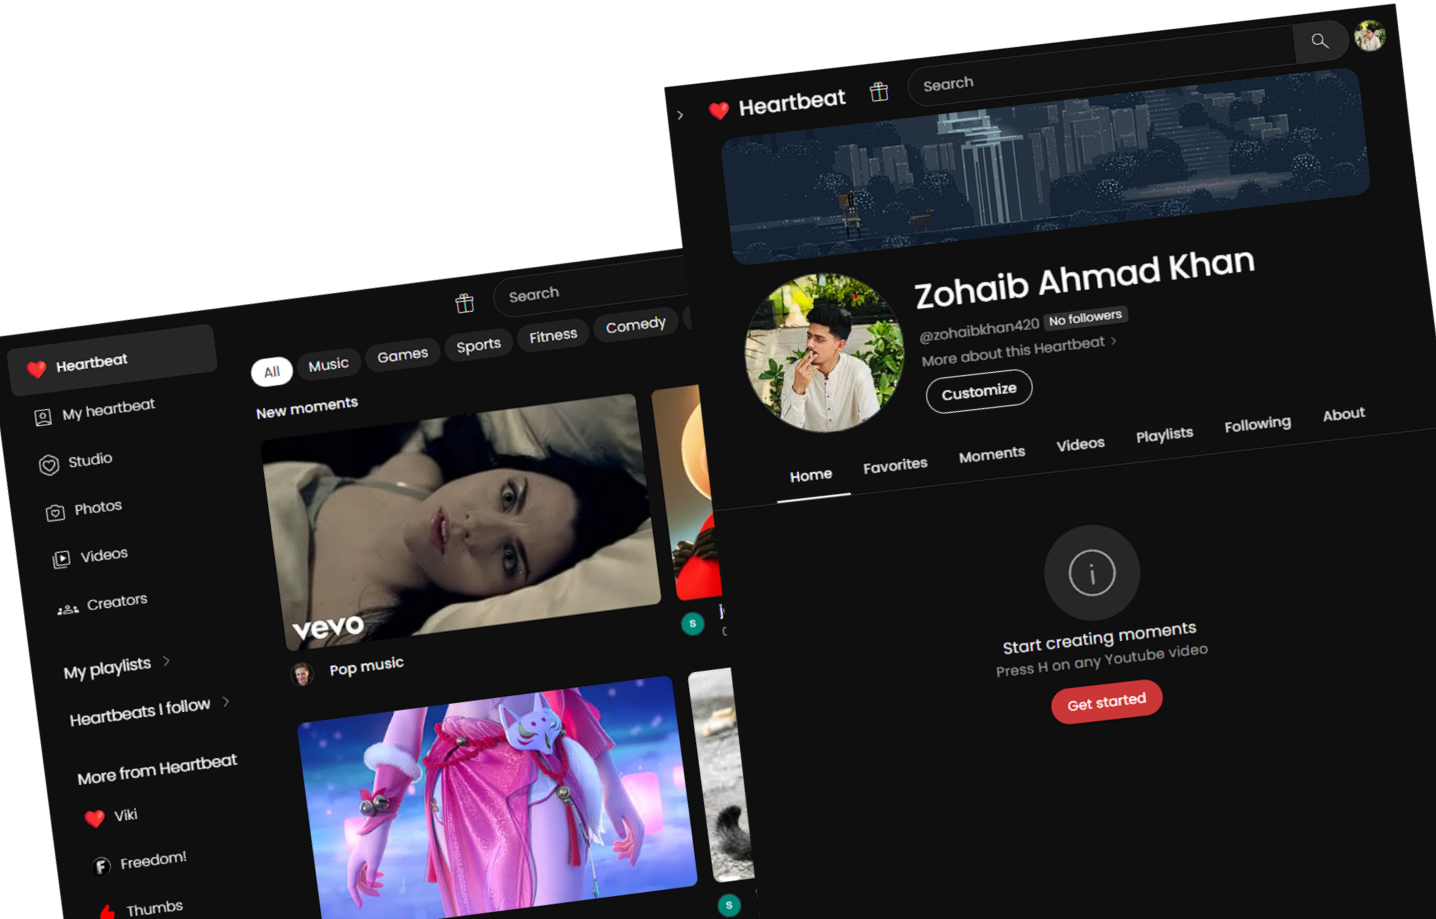 Heartbeat
My heartbeat
Studio
Photos
Videos
Creators
My playlists
Heartbeats I follow
More from Heartbeat
Viki
Freedom!
Thumbs
Search
All
Music
Games
Sports
Fitness
Comedy
New moments
vevo
Pop music
S
S
Heartbeat
Search
Zohaib Ahmad Khan
@zohaibkhan420 No followers
More about this Heartbeat
Customize
Home
Favorites
Moments
Videos
Playlists
Following
About
Start creating moments
Press H on any Youtube video
Get started